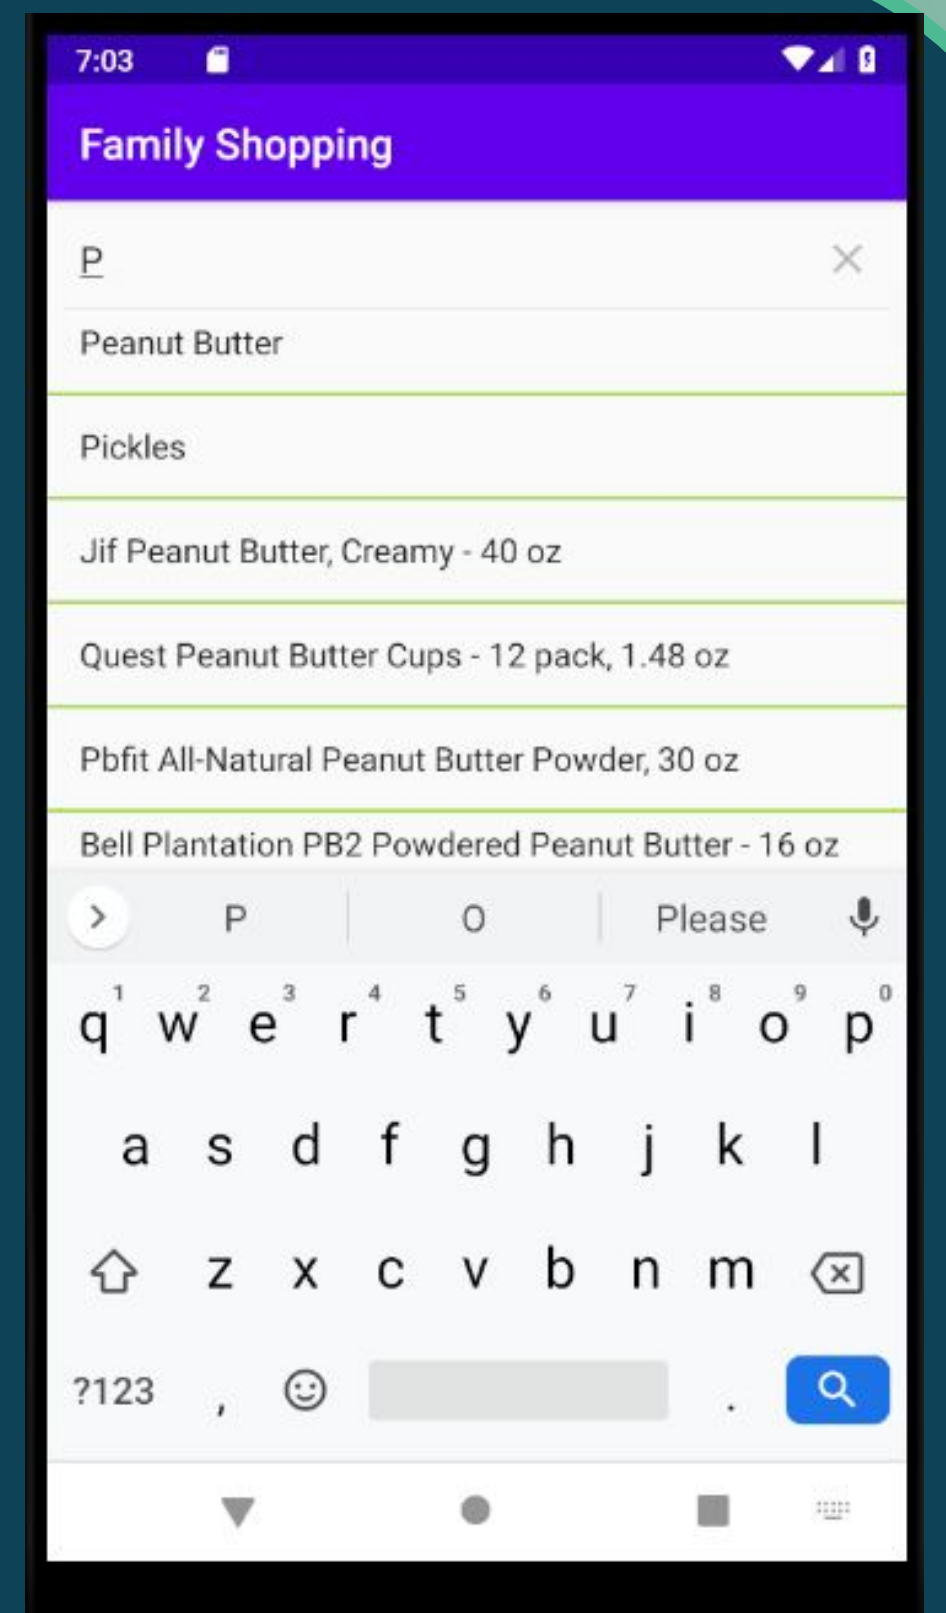 7:03
Family Shopping
P
Peanut Butter
Pickles
Jif Peanut Butter, Creamy - 40 oz
Quest Peanut Butter Cups - 12 pack, 1.48 oz
Pbfit All-Natural Peanut Butter Powder, 30 oz
Bell Plantation PB2 Powdered Peanut Butter - 16 oz
P O Please
1 2 3 4 5 6 7 8 9 0
q w e r t y u i o p
a s d f g h j k l
z x c v b n m
?123 , .